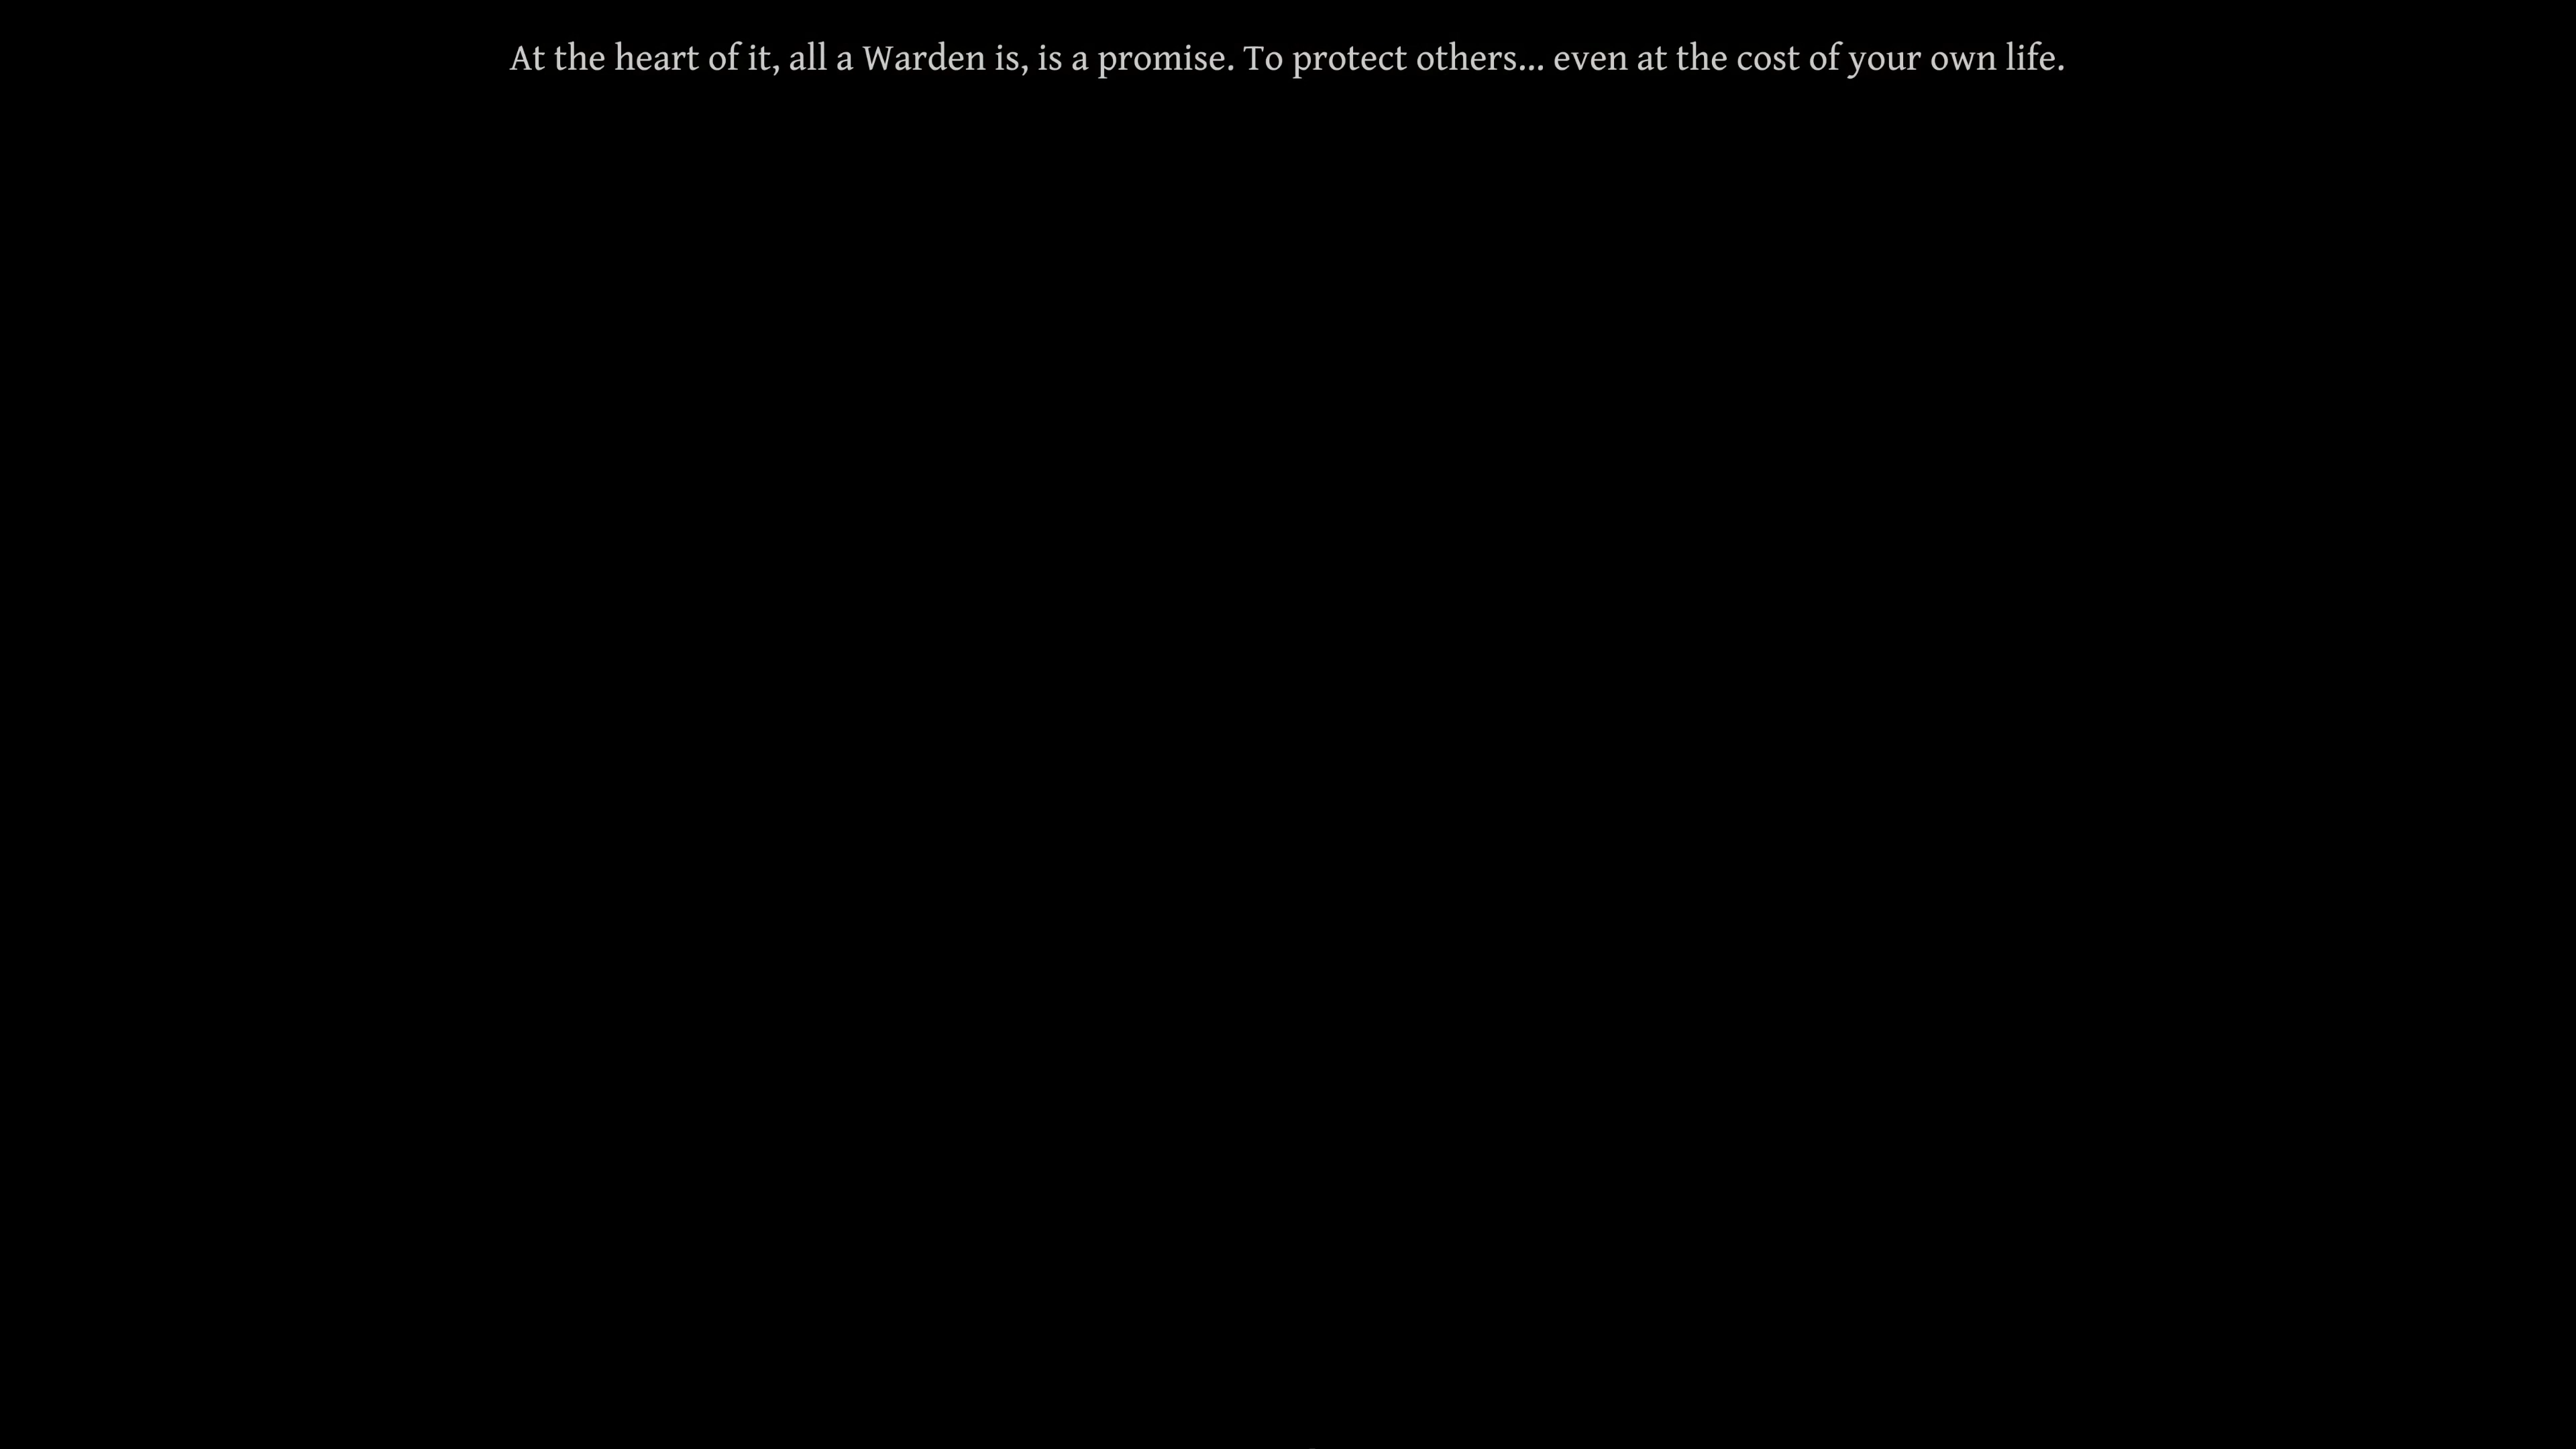 At the heart of it, all a Warden is, is a promise. To protect others... even at the cost of your own life.